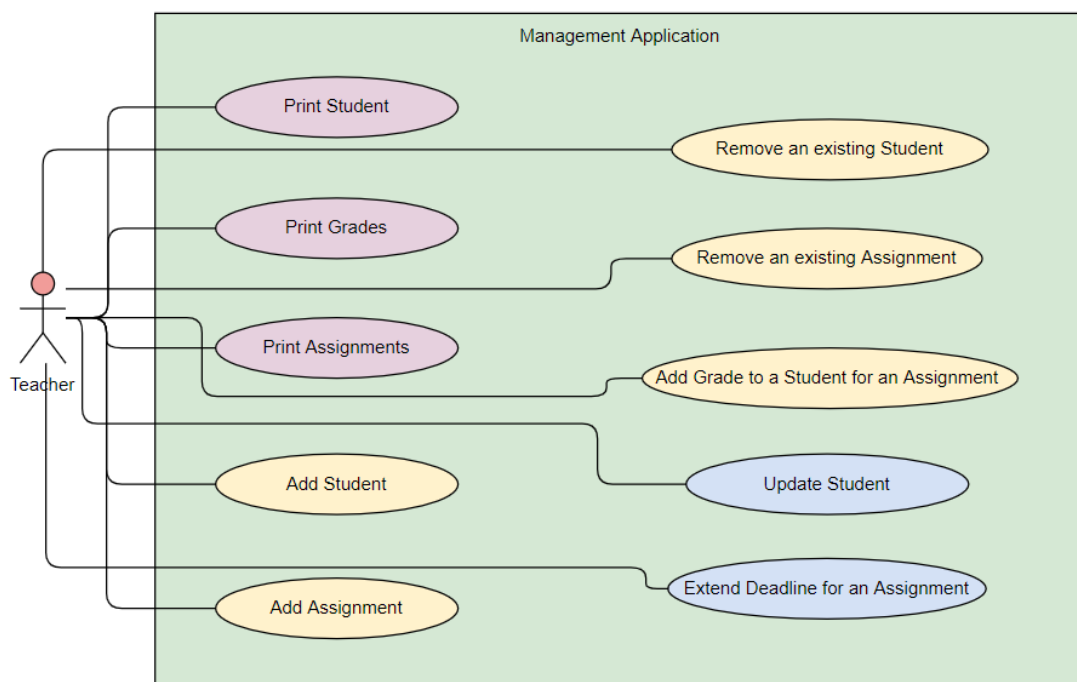 Management Application
Print Student
Remove an existing Student
Print Grades
Remove an existing Assignment
Print Assignments
Teacher
Add Grade to a Student for an Assignment
Add Student
Update Student
Extend Deadline for an Assignment
Add Assignment